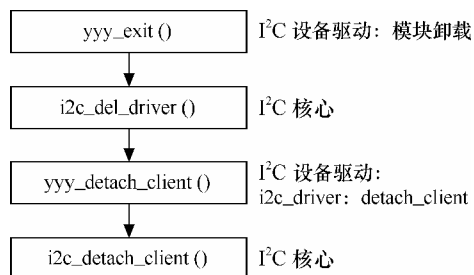 yyy_exit ()
I²C 设备驱动：模块卸载
i2c_del_driver ()
I²C 核心
yyy_detach_client ()
I²C 设备驱动：
i2c_driver：detach_client
i2c_detach_client ()
I²C 核心